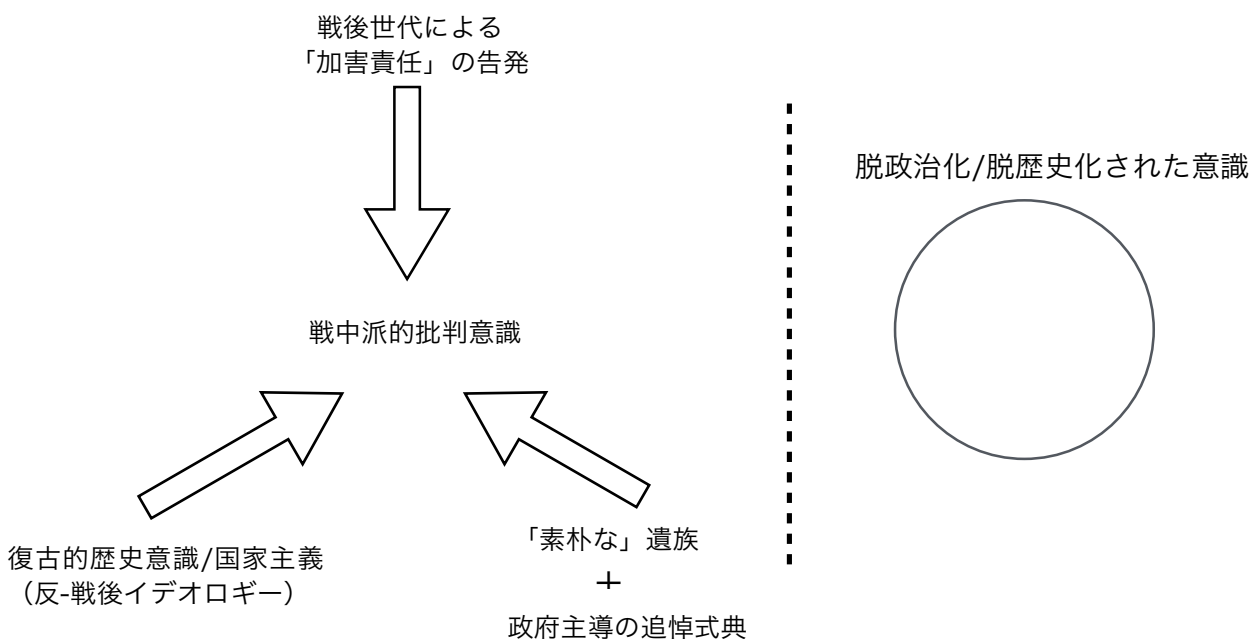 戦後世代による
「加害責任」の告発
脱政治化/脱歴史化された意識
戦中派的批判意識
復古的歴史意識/国家主義
（反-戦後イデオロギー）
「素朴な」遺族
+
政府主導の追悼式典